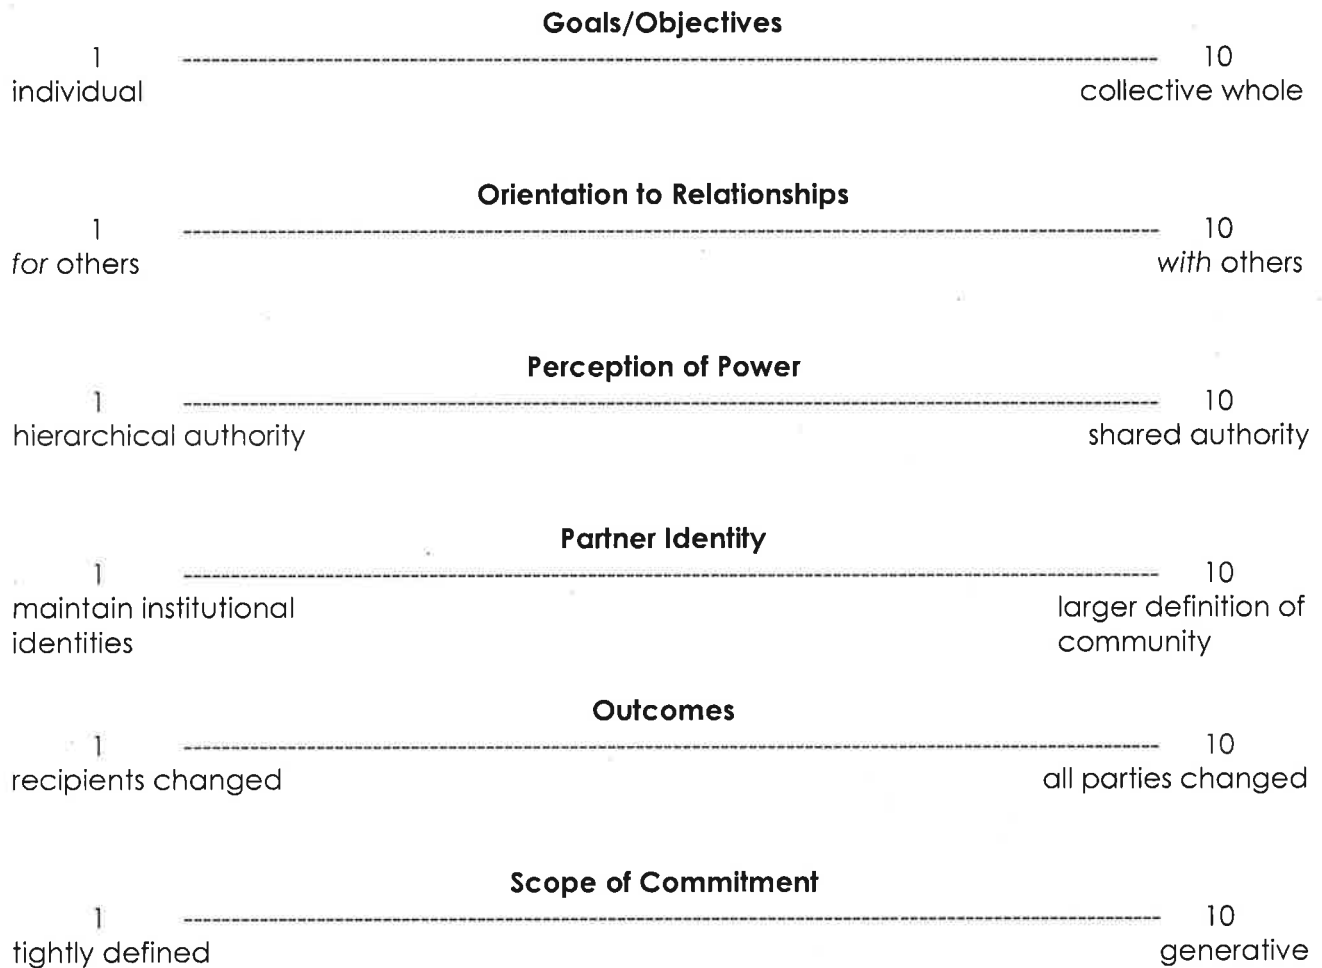 Goals/Objectives
1 ---------- 10
individual collective whole
Orientation to Relationships
1 ---------- 10
for others with others
Perception of Power
1 ---------- 10
hierarchical authority shared authority
Partner Identity
1 ---------- 10
maintain institutional larger definition of
identities community
Outcomes
1 ---------- 10
recipients changed all parties changed
Scope of Commitment
1 ---------- 10
tightly defined generative